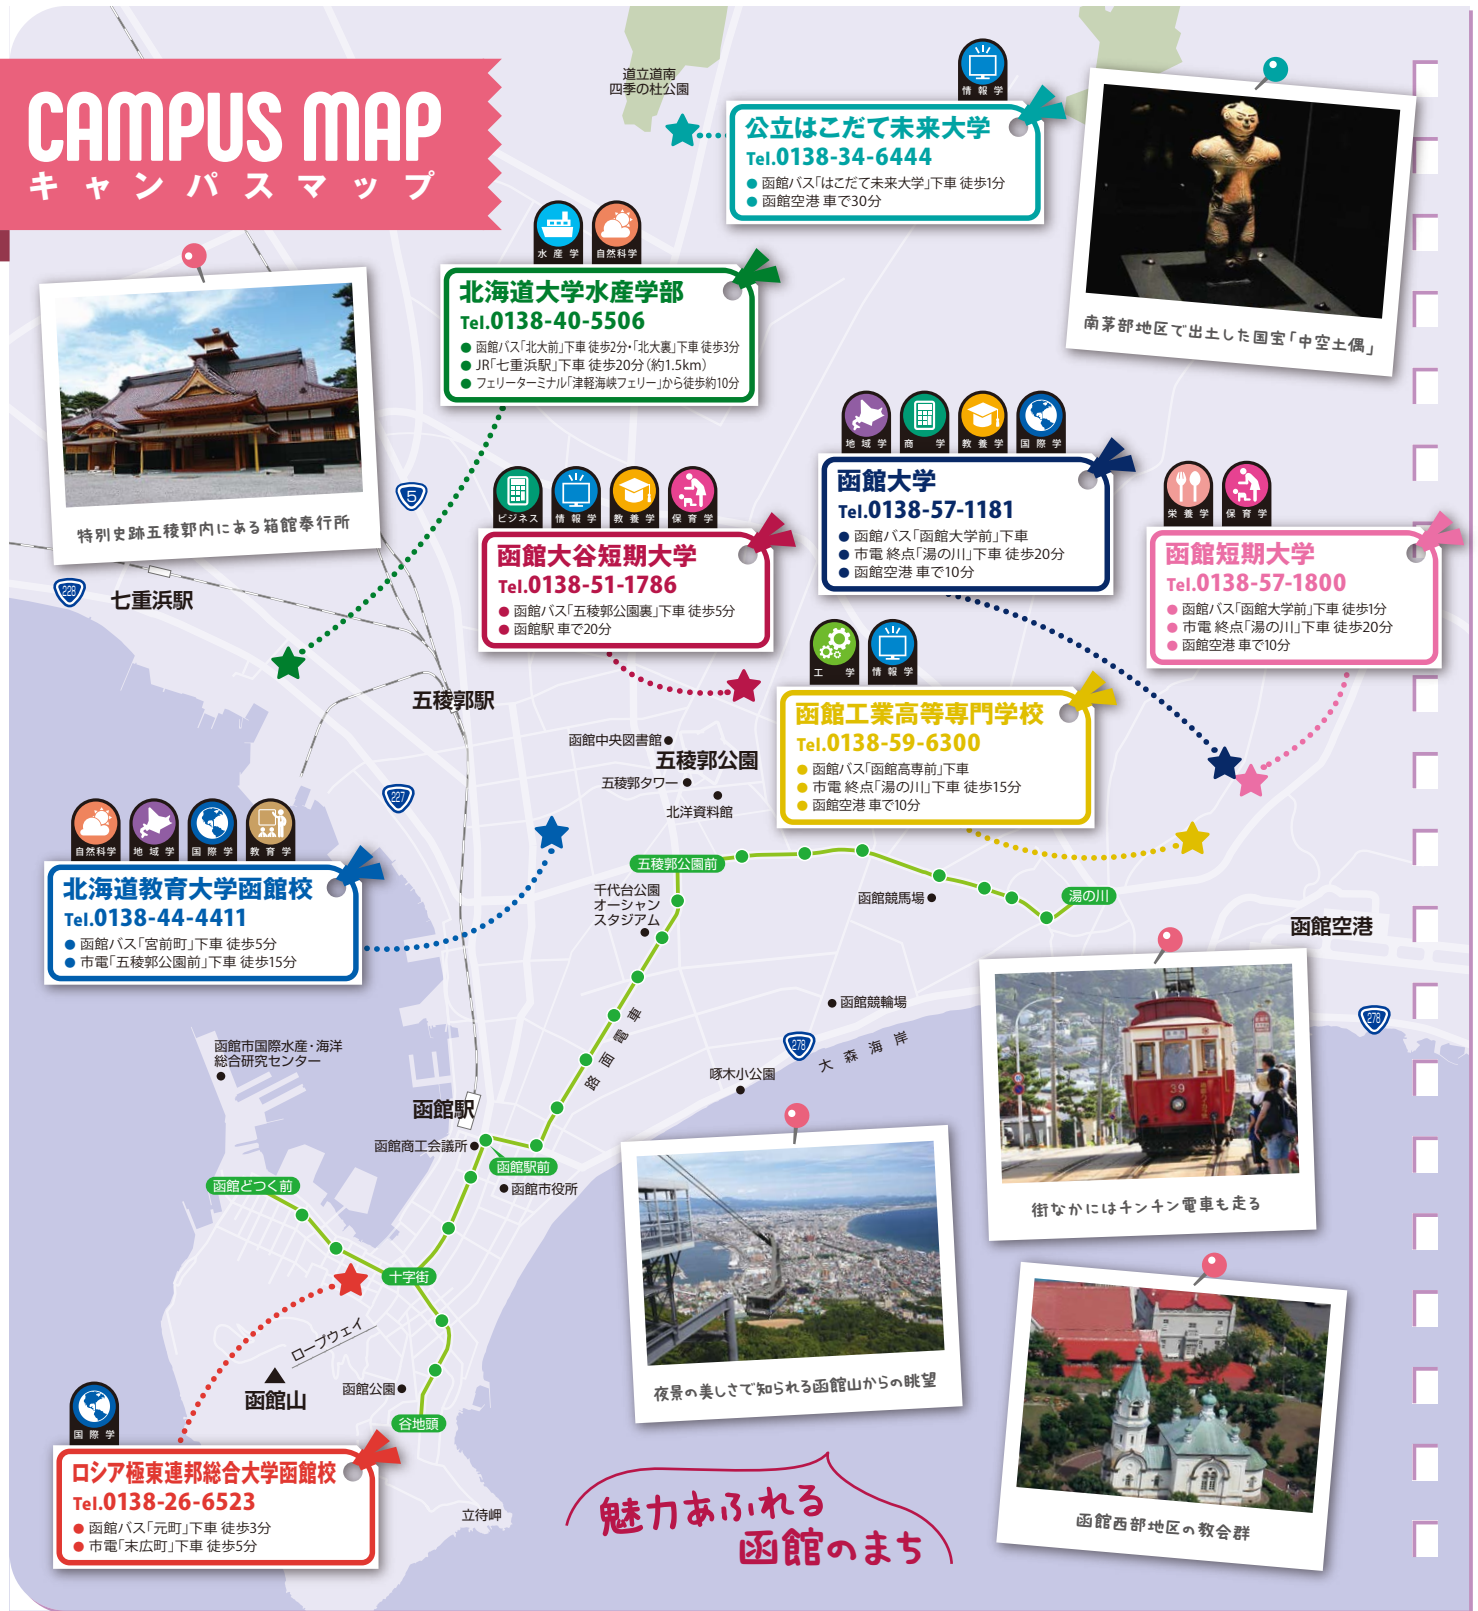 CAMPUS MAP
キャンパスマップ
道立道南
四季の杜公園
情報学
公立はこだて未来大学
Tel.0138-34-6444
● 函館バス「はこだて未来大学」下車 徒歩1分
● 函館空港 車で30分
南茅部地区で出土した国宝「中空土偶」
水産学
自然科学
北海道大学水産学部
Tel.0138-40-5506
● 函館バス「北大前」下車 徒歩2分・「北大裏」下車 徒歩3分
● JR「七重浜駅」下車 徒歩20分(約1.5km)
● フェリーターミナル「津軽海峡フェリー」から徒歩約10分
特別史跡五稜郭内にある箱館奉行所
5
228
七重浜駅
ビジネス
情報学
教養学
保育学
函館大谷短期大学
Tel.0138-51-1786
● 函館バス「五稜郭公園裏」下車 徒歩5分
● 函館駅 車で20分
地域学
商学
教養学
国際学
函館大学
Tel.0138-57-1181
● 函館バス「函館大学前」下車
● 市電 終点「湯の川」下車 徒歩20分
● 函館空港 車で10分
栄養学
保育学
函館短期大学
Tel.0138-57-1800
● 函館バス「函館大学前」下車 徒歩1分
● 市電 終点「湯の川」下車 徒歩20分
● 函館空港 車で10分
工学
情報学
函館工業高等専門学校
Tel.0138-59-6300
● 函館バス「函館高専前」下車
● 市電 終点「湯の川」下車 徒歩15分
● 函館空港 車で10分
五稜郭駅
函館中央図書館
五稜郭公園
五稜郭タワー
北洋資料館
227
自然科学
地域学
国際学
教育学
北海道教育大学函館校
Tel.0138-44-4411
● 函館バス「宮前町」下車 徒歩5分
● 市電「五稜郭公園前」下車 徒歩15分
五稜郭公園前
千代台公園
オーシャン
スタジアム
函館競馬場
湯の川
函館空港
函館競輪場
278
278
大森海岸
路面電車
啄木小公園
函館市国際水産・海洋
総合研究センター
函館駅
函館商工会議所
函館駅前
函館市役所
函館どつく前
十字街
ロープウェイ
函館山
函館公園
谷地頭
立待岬
39
街なかにはチンチン電車も走る
夜景の美しさで知られる函館山からの眺望
函館西部地区の教会群
国際学
ロシア極東連邦総合大学函館校
Tel.0138-26-6523
● 函館バス「元町」下車 徒歩3分
● 市電「末広町」下車 徒歩5分
魅力あふれる
函館のまち